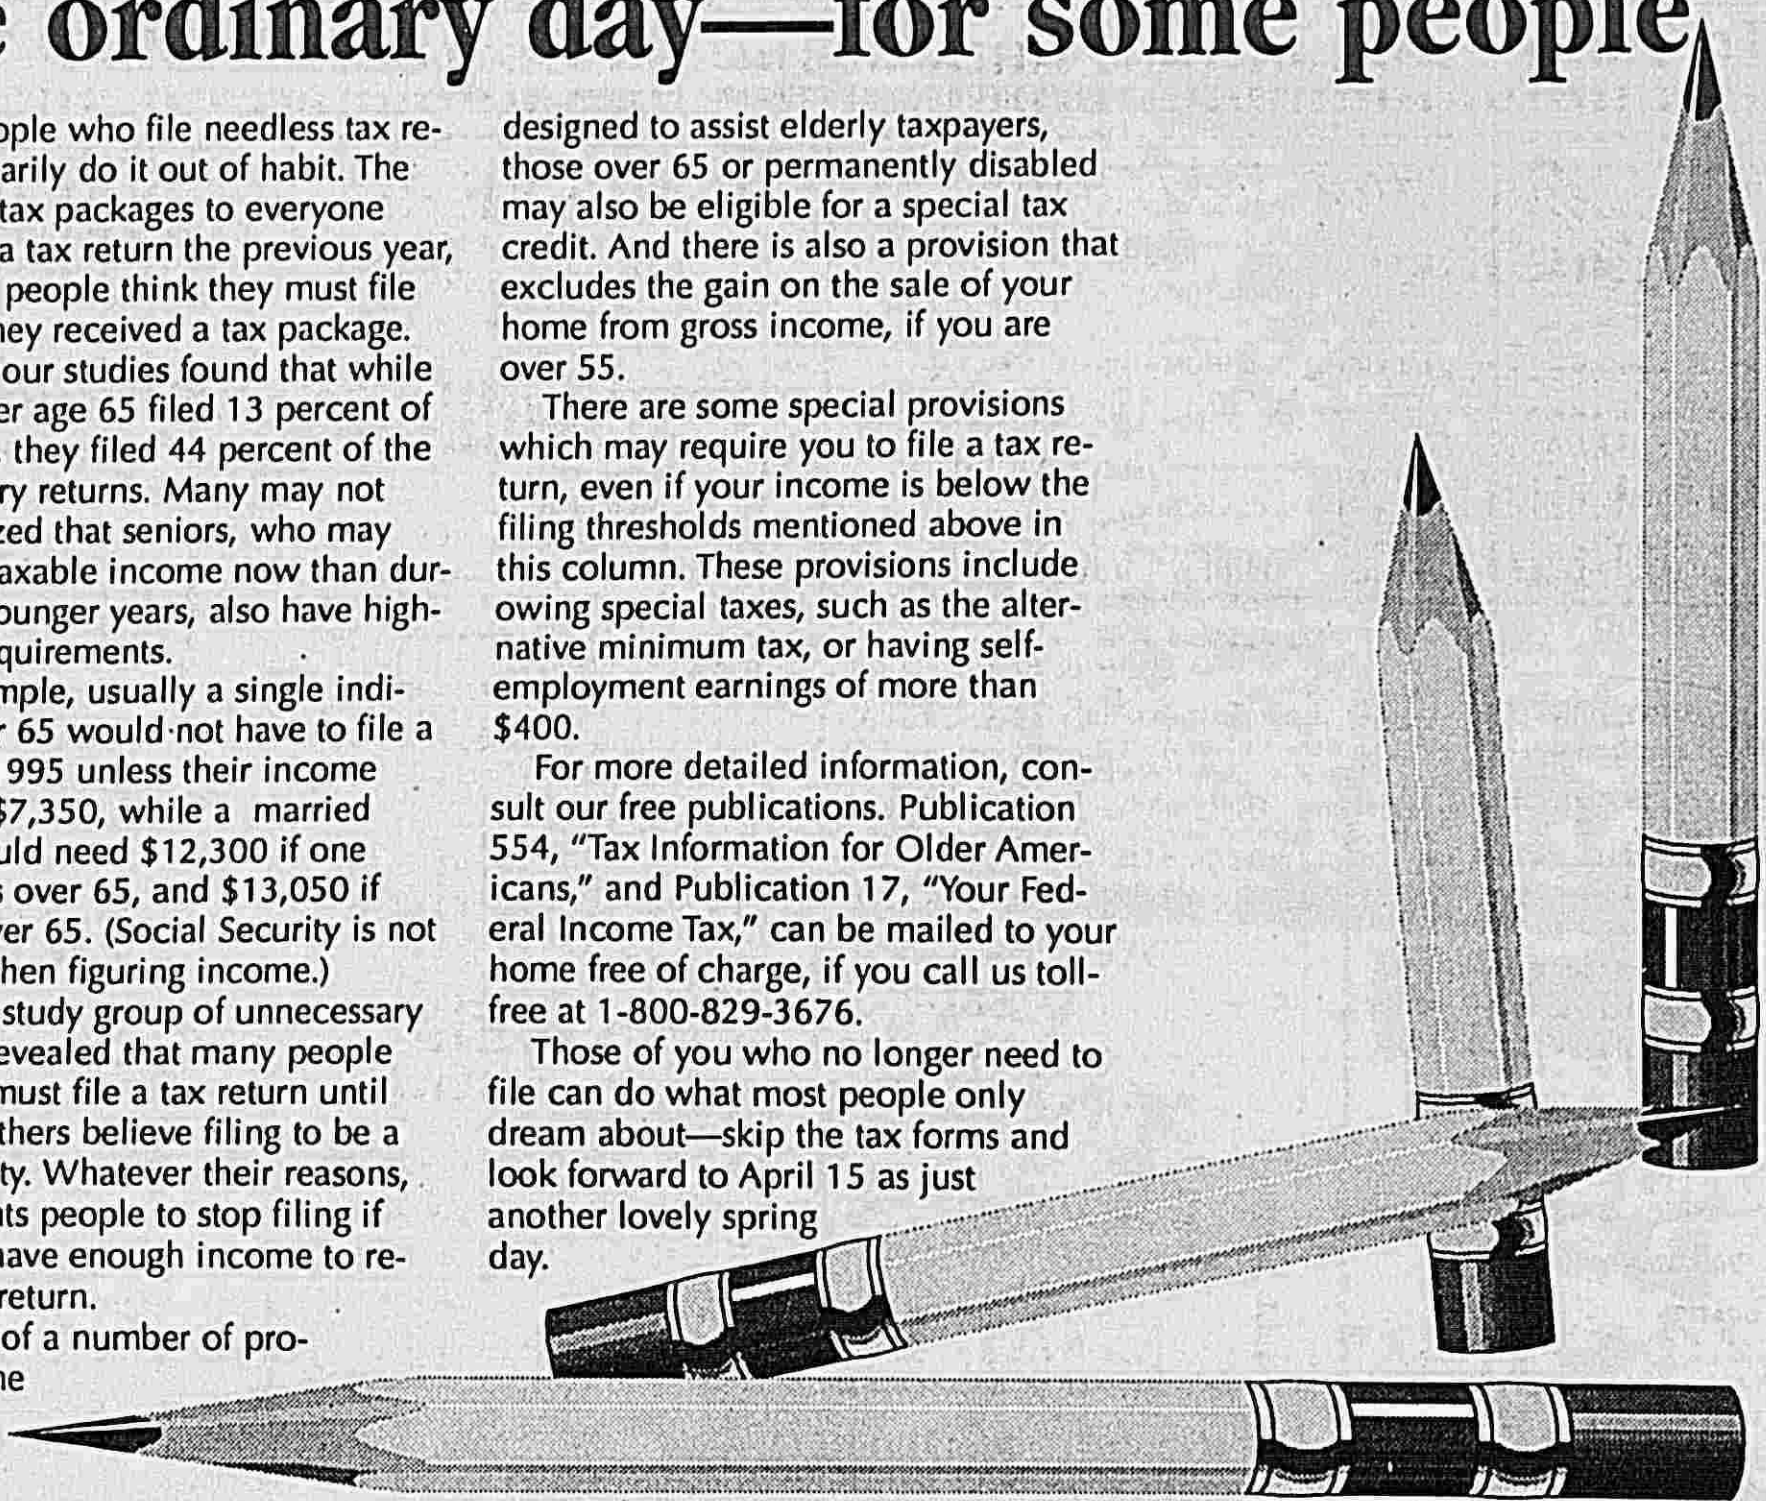 ordinary day—for some people
ople who file needless tax re-
arily do it out of habit. The
tax packages to everyone
a tax return the previous year,
people think they must file
hey received a tax package.
our studies found that while
er age 65 filed 13 percent of
they filed 44 percent of the
ry returns. Many may not
zed that seniors, who may
axable income now than dur-
ounger years, also have high-
quirements.
mple, usually a single indi-
r 65 would not have to file a
995 unless their income
$7,350, while a married
uld need $12,300 if one
s over 65, and $13,050 if
ver 65. (Social Security is not
hen figuring income.)
study group of unnecessary
evealed that many people
must file a tax return until
thers believe filing to be a
ty. Whatever their reasons,
nts people to stop filing if
have enough income to re-
return.
of a number of pro-
ne
designed to assist elderly taxpayers,
those over 65 or permanently disabled
may also be eligible for a special tax
credit. And there is also a provision that
excludes the gain on the sale of your
home from gross income, if you are
over 55.
There are some special provisions
which may require you to file a tax re-
turn, even if your income is below the
filing thresholds mentioned above in
this column. These provisions include
owing special taxes, such as the alter-
native minimum tax, or having self-
employment earnings of more than
$400.
For more detailed information, con-
sult our free publications. Publication
554, “Tax Information for Older Amer-
icans,” and Publication 17, “Your Fed-
eral Income Tax,” can be mailed to your
home free of charge, if you call us toll-
free at 1-800-829-3676.
Those of you who no longer need to
file can do what most people only
dream about—skip the tax forms and
look forward to April 15 as just
another lovely spring
day.